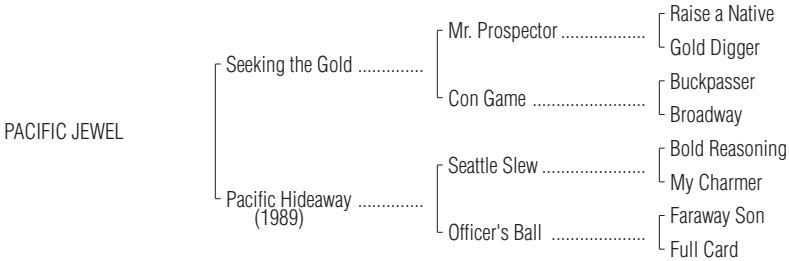 Raise a Native
Mr. Prospector ...................
Gold Digger
Seeking the Gold ..............
Buckpasser
Con Game ...................
Broadway
PACIFIC JEWEL
Bold Reasoning
Seattle Slew .....................
My Charmer
Pacific Hideaway ..............
(1989)
Faraway Son
Officer's Ball ...................
Full Card